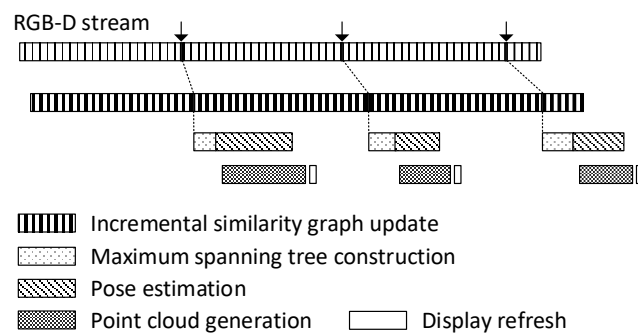 RGB-D stream
Incremental similarity graph update
Maximum spanning tree construction
Pose estimation
Point cloud generation Display refresh